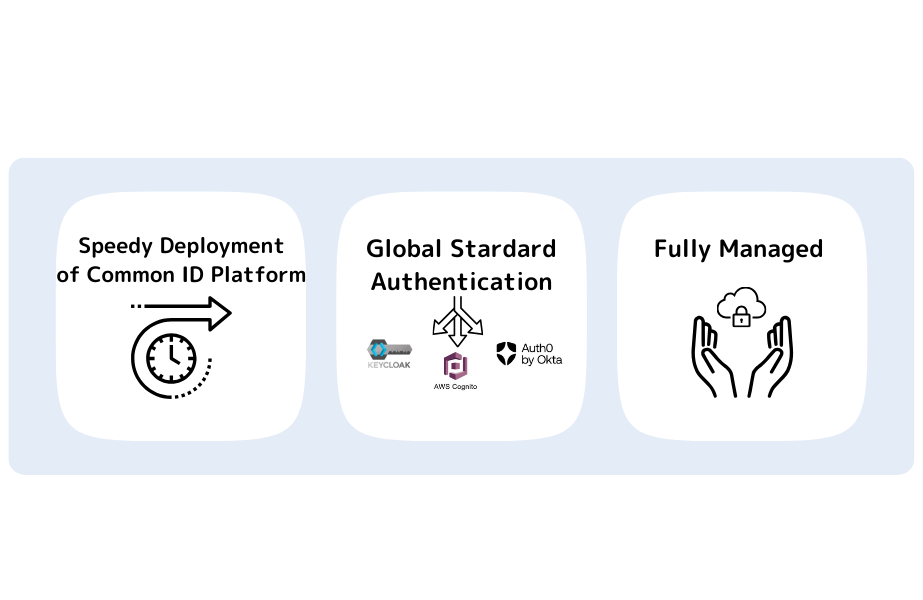 Speedy Deployment
of Common ID Platform
Global Stardard
Authentication
KEYCLOAK
AWS Cognito
Auth0
by Okta
Fully Managed